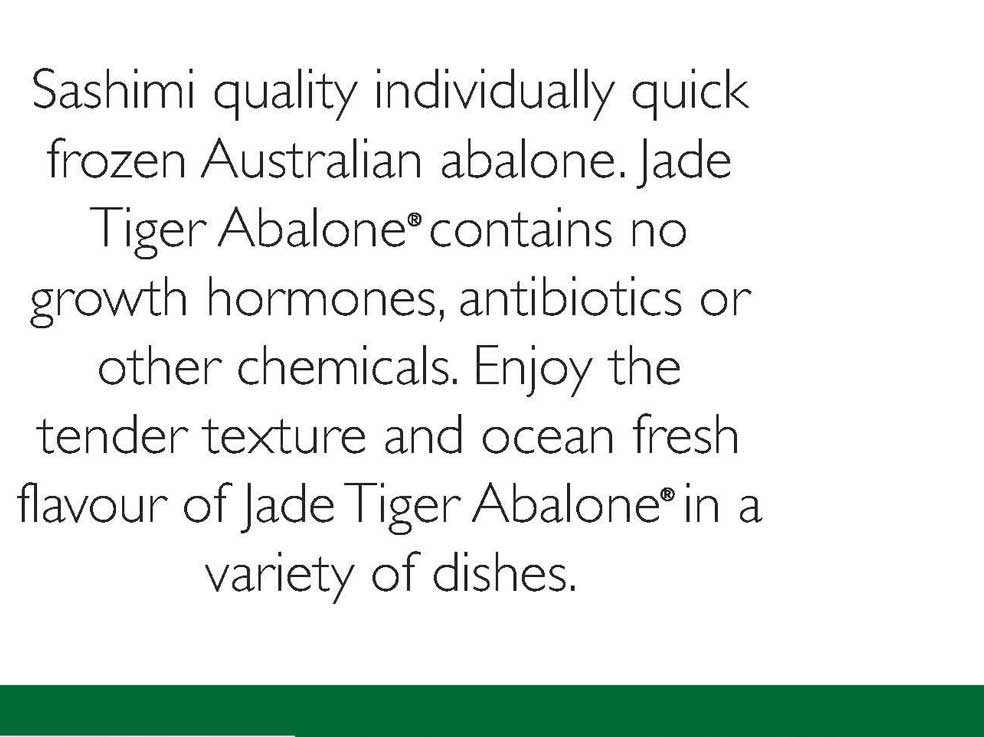 Sashimi quality individually quick
frozen Australian abalone. Jade
Tiger Abalone® contains no
growth hormones, antibiotics or
other chemicals. Enjoy the
tender texture and ocean fresh
flavour of Jade Tiger Abalone® in a
variety of dishes.